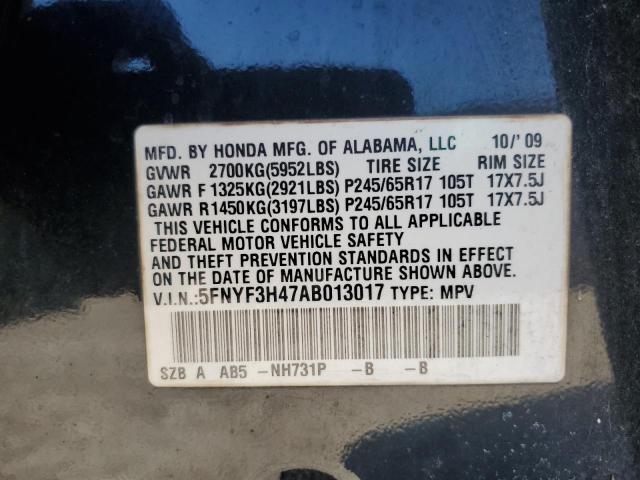 MFD. BY HONDA MFG. OF ALABAMA, LLC 10/'09
GVWR 2700KG(5952LBS) TIRE SIZE RIM SIZE
GAWR F 1325KG(2921LBS) P245/65R17 105T 17X7.5J
GAWR R1450KG(3197LBS) P245/65R17 105T 17X7.5J
THIS VEHICLE CONFORMS TO ALL APPLICABLE
FEDERAL MOTOR VEHICLE SAFETY
AND THEFT PREVENTION STANDARDS IN EFFECT
ON THE DATE OF MANUFACTURE SHOWN ABOVE.
V.I.N.:5FNYF3H47AB013017 TYPE: MPV
SZB A AB5 -NH731P -B -B